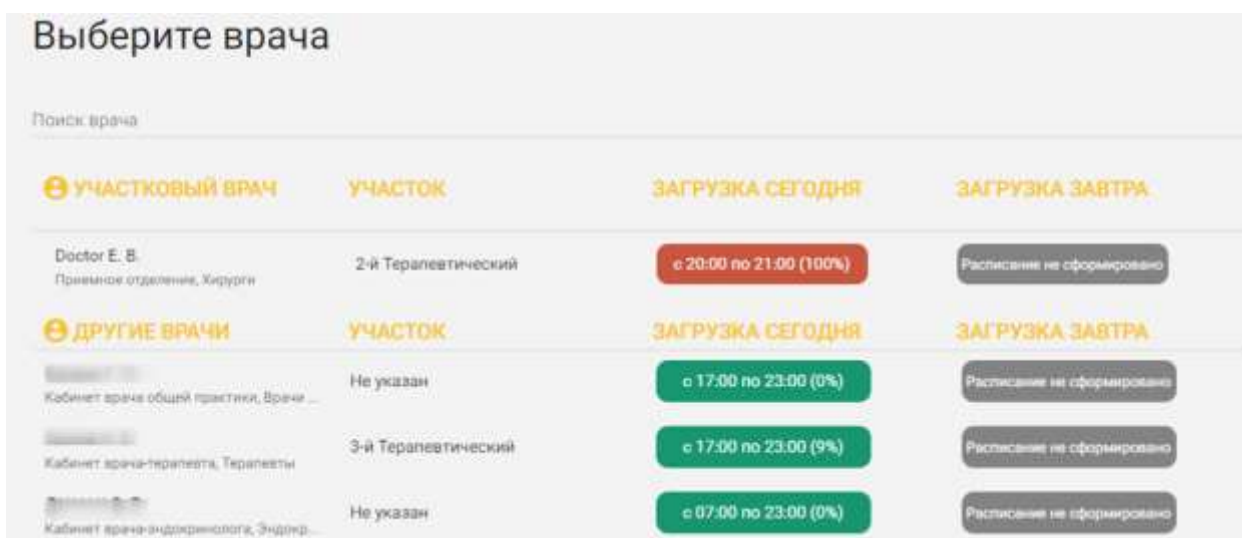 Выберите врача
Поиск врача
УЧАСТКОВЫЙ ВРАЧ УЧАСТОК ЗАГРУЗКА СЕГОДНЯ ЗАГРУЗКА ЗАВТРА
Doctor E. B. 2-й Терапевтический с 20:00 по 21:00 (100%) Расписание не сформировано
Приемное отделение, Хирурги
ДРУГИЕ ВРАЧИ УЧАСТОК ЗАГРУЗКА СЕГОДНЯ ЗАГРУЗКА ЗАВТРА
Не указан с 17:00 по 23:00 (0%) Расписание не сформировано
Кабинет врача общей практики, Врачи ...
3-й Терапевтический с 17:00 по 23:00 (9%) Расписание не сформировано
Кабинет врача-терапевта, Терапевты
Не указан с 07:00 по 23:00 (0%) Расписание не сформировано
Кабинет врача-эндокринолога, Эндокр...